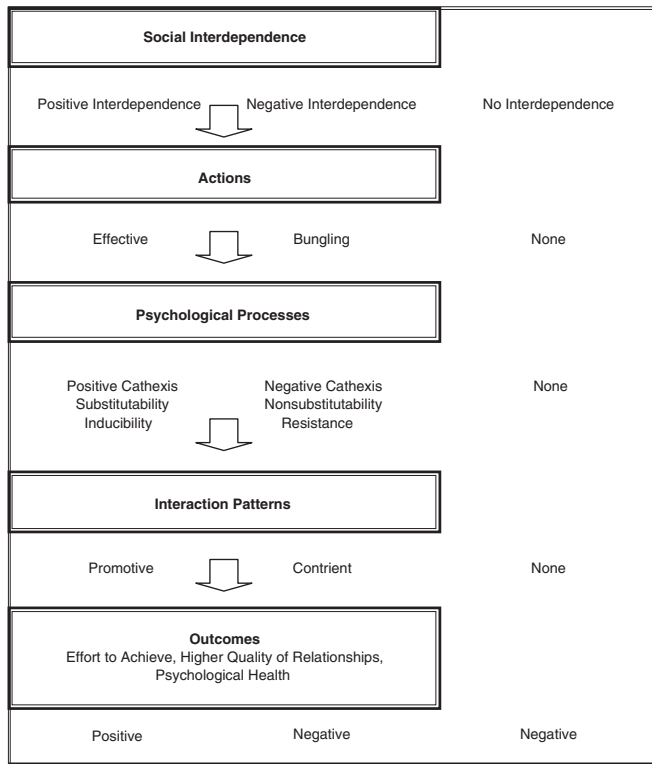 Social Interdependence
Positive Interdependence Negative Interdependence No Interdependence
Actions
Effective Bungling None
Psychological Processes
Positive Cathexis Negative Cathexis None
Substitutability Nonsubstitutability
Inducibility Resistance
Interaction Patterns
Promotive Contrient None
Outcomes
Effort to Achieve, Higher Quality of Relationships,
Psychological Health
Positive Negative Negative